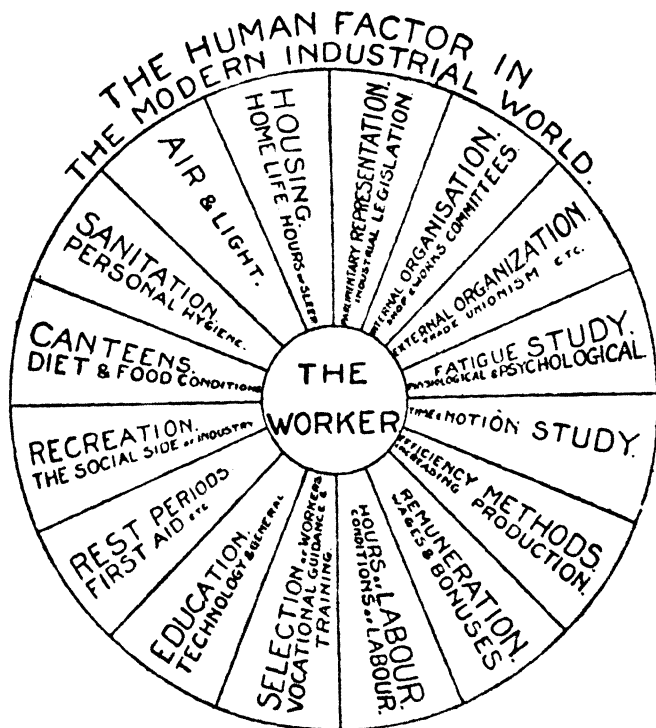 THE HUMAN FACTOR IN
THE MODERN INDUSTRIAL WORLD.
THE
WORKER
AIR & LIGHT.
HOUSING.
HOME LIFE HOURS of SLEEP
PARLIMENTARY REPRESENTATION.
INDUSTRIAL LEGISLATION
INTERNAL ORGANISATION.
SHOP & WORKS COMMITTEES
EXTERNAL ORGANIZATION.
TRADE UNIONISM ETC.
FATIGUE STUDY.
PHYSIOLOGICAL & PSYCHOLOGICAL
TIME & MOTION STUDY.
EFFICIENCY METHODS.
PRODUCTION.
REMUNERATION.
WAGES & BONUSES
HOURS of LABOUR.
CONDITIONS of LABOUR.
SELECTION of WORKERS
VOCATIONAL GUIDANCE &
TRAINING.
EDUCATION.
TECHNOLOGY & GENERAL
REST PERIODS
FIRST AID ETC
RECREATION.
THE SOCIAL SIDE of INDUSTRY
CANTEENS.
DIET & FOOD CONDITIONS
SANITATION.
PERSONAL HYGIENE.